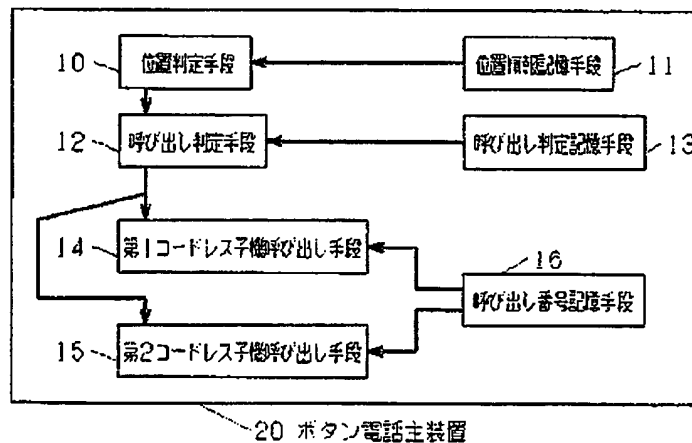 10 位置判定手段
位置情報記憶手段 11
12 呼び出し判定手段
呼び出し判定記憶手段 13
14 第1コードレス子機呼び出し手段
16
呼び出し番号記憶手段
15 第2コードレス子機呼び出し手段
20 ボタン電話主装置